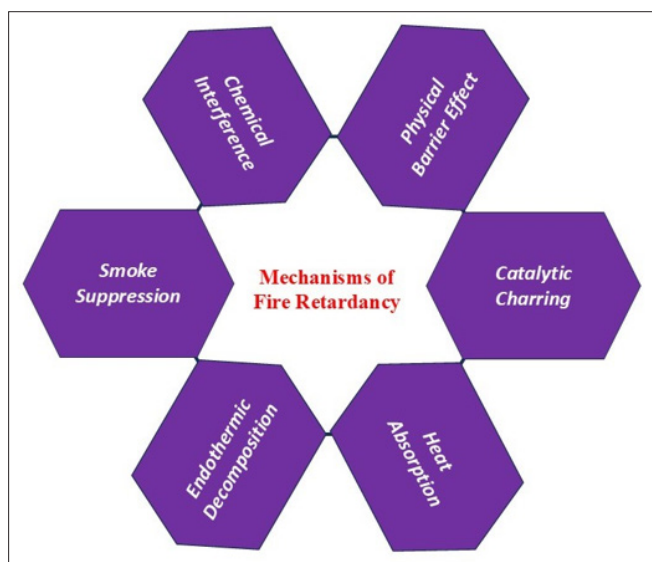 Chemical
Interference
Physical
Barrier Effect
Smoke
Suppression
Mechanisms of
Fire Retardancy
Catalytic
Charring
Endothermic
Decomposition
Heat
Absorption